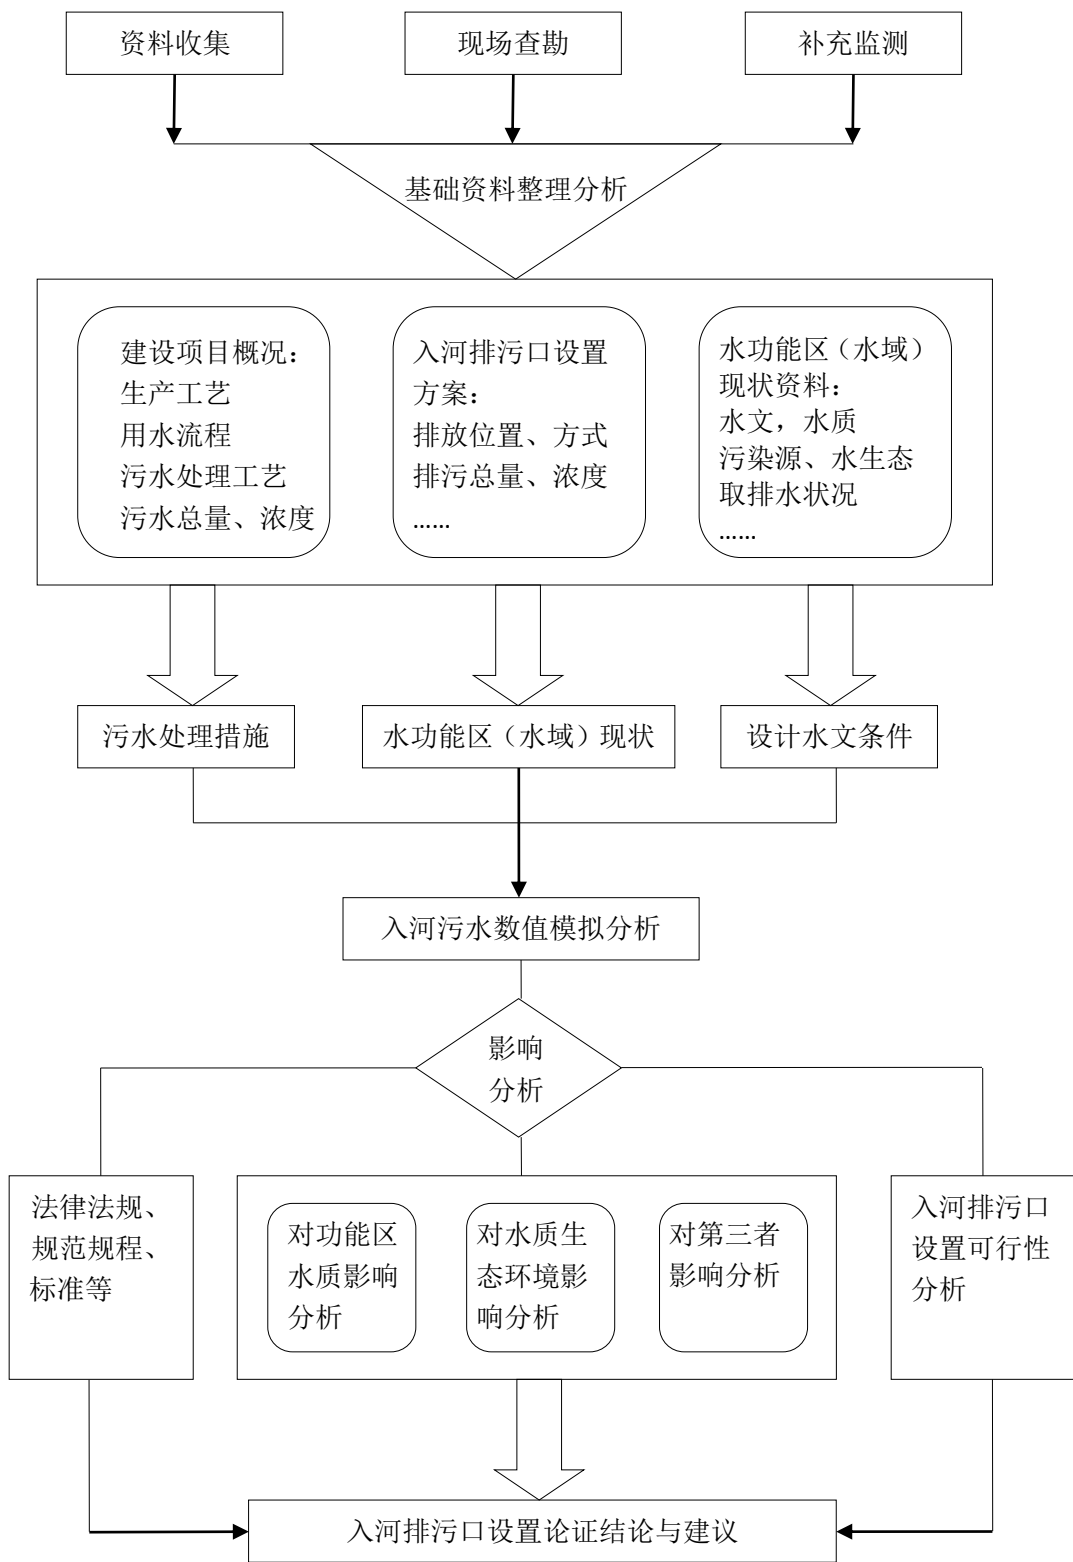 资料收集
现场查勘
补充监测
基础资料整理分析
建设项目概况：
生产工艺
用水流程
污水处理工艺
污水总量、浓度
入河排污口设置
方案：
排放位置、方式
排污总量、浓度
......
水功能区（水域）
现状资料：
水文，水质
污染源、水生态
取排水状况
......
污水处理措施
水功能区（水域）现状
设计水文条件
入河污水数值模拟分析
影响
分析
法律法规、
规范规程、
标准等
对功能区
水质影响
分析
对水质生
态环境影
响分析
对第三者
影响分析
入河排污口
设置可行性
分析
入河排污口设置论证结论与建议